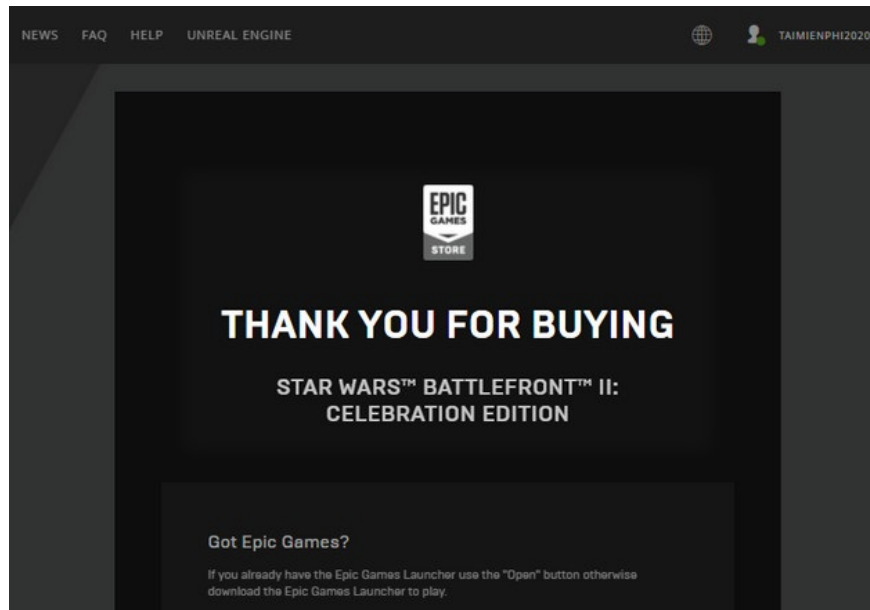 NEWS FAQ HELP UNREAL ENGINE TAIMIENPHI2020
EPIC
GAMES
STORE
THANK YOU FOR BUYING
STAR WARS™ BATTLEFRONT™ II:
CELEBRATION EDITION
Got Epic Games?
If you already have the Epic Games Launcher use the "Open" button otherwise
download the Epic Games Launcher to play.